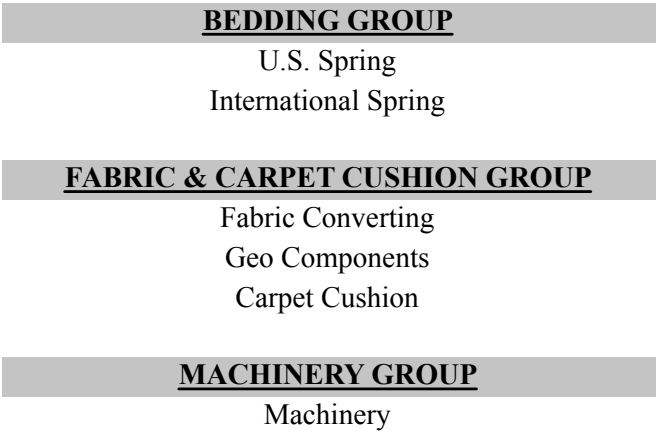 BEDDING GROUP
U.S. Spring
International Spring
FABRIC & CARPET CUSHION GROUP
Fabric Converting
Geo Components
Carpet Cushion
MACHINERY GROUP
Machinery